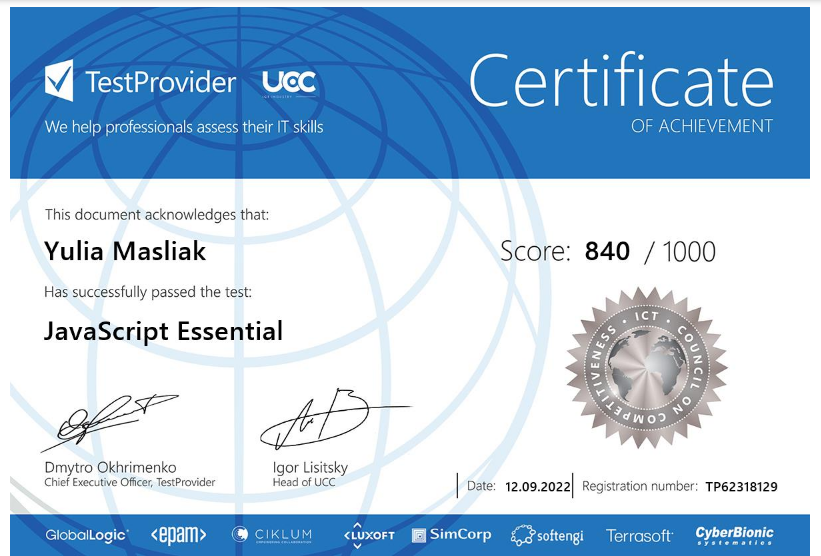 TestProvider UCC
ICT INDUSTRY
We help professionals assess their IT skills
Certificate
OF ACHIEVEMENT
This document acknowledges that:
Yulia Masliak
Score: 840 / 1000
Has successfully passed the test:
JavaScript Essential
ICT • COUNCIL ON COMPETITIVENESS •
Dmytro Okhrimenko
Chief Executive Officer, TestProvider
Igor Lisitsky
Head of UCC
Date: 12.09.2022
Registration number: TP62318129
GlobalLogic <epam> CIKLUM <LUXOFT SimCorp softengi Terrasoft CyberBionic
systematics